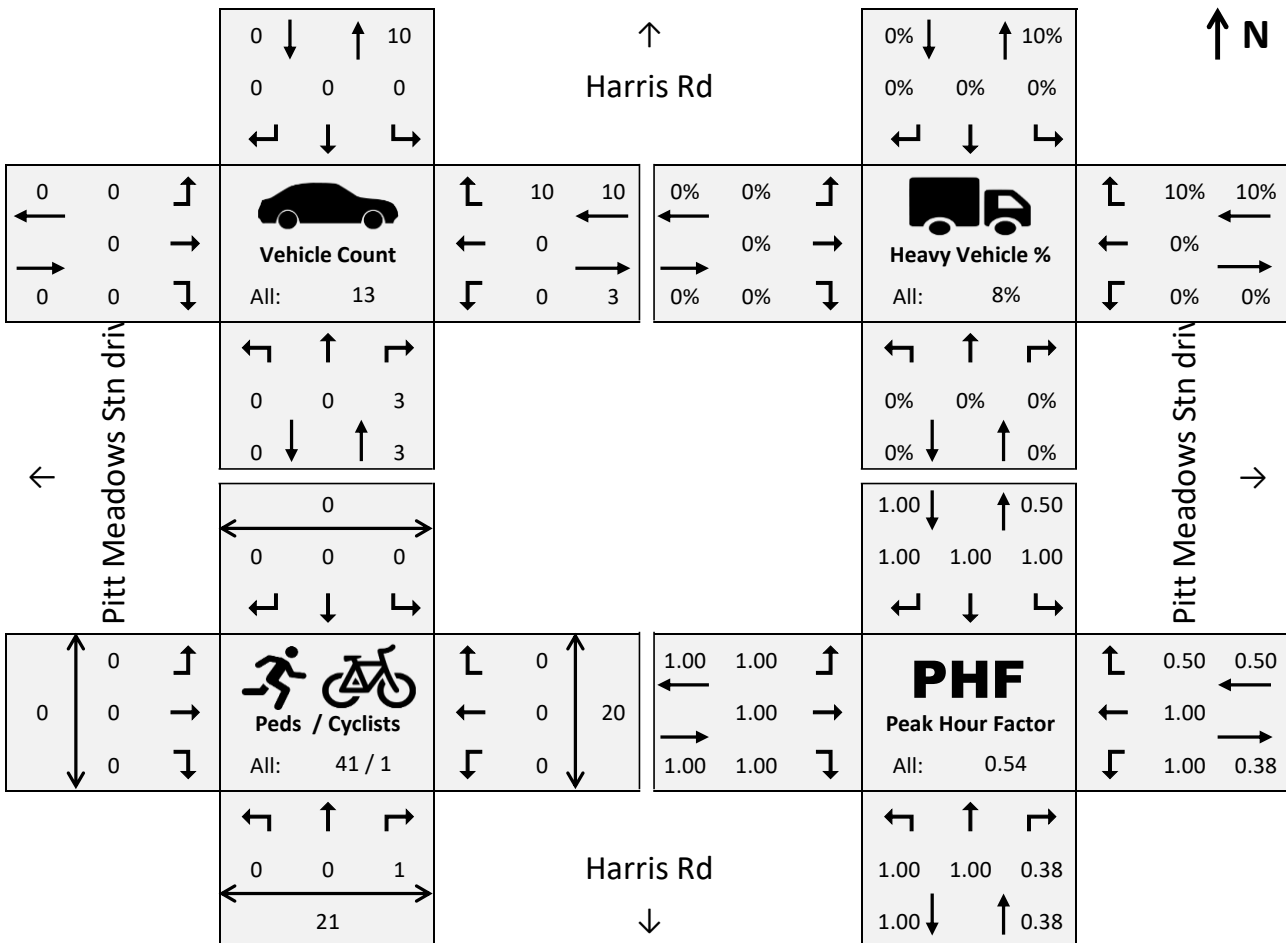 0 10 0% 10% N
Harris Rd
0 0 0 0% 0% 0%
0 0 10 10 0% 0% 10% 10%
0 0 0% 0%
Vehicle Count Heavy Vehicle %
0 0 All: 13 0 3 0% 0% All: 8% 0% 0%
Pitt Meadows Stn driv
Pitt Meadows Stn driv
0 0 3 0% 0% 0%
0 3 0% 0%
0 1.00 0.50
0 0 0 1.00 1.00 1.00
0 0 1.00 1.00 PHF 0.50 0.50
0 0 0 20 1.00 1.00
Peds / Cyclists Peak Hour Factor
0 All: 41 / 1 0 1.00 1.00 All: 0.54 1.00 0.38
0 0 1 Harris Rd 1.00 1.00 0.38
21 1.00 0.38